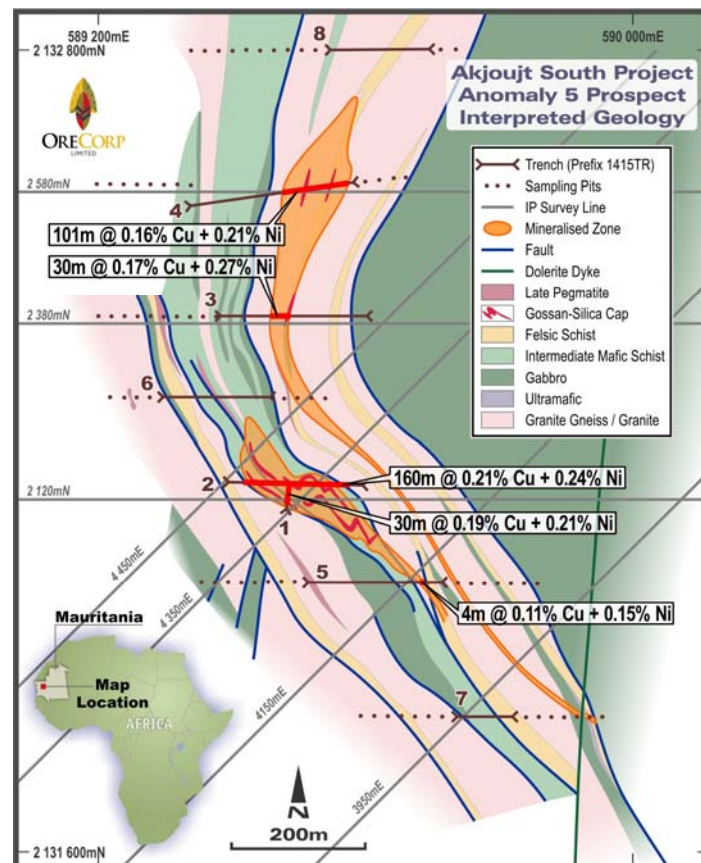 589 200mE
590 000mE
8
2 132 800mN
Akjoujt South Project
Anomaly 5 Prospect
Interpreted Geology
ORECORP
LIMITED
Trench (Prefix 1415TR)
Sampling Pits
IP Survey Line
Mineralised Zone
Fault
Dolerite Dyke
Late Pegmatite
Gossan-Silica Cap
Felsic Schist
Intermediate Mafic Schist
Gabbro
Ultramafic
Granite Gneiss / Granite
2 580mN
4
101m @ 0.16% Cu + 0.21% Ni
30m @ 0.17% Cu + 0.27% Ni
3
2 380mN
6
160m @ 0.21% Cu + 0.24% Ni
2
2 120mN
30m @ 0.19% Cu + 0.21% Ni
1
4 450mE
4 350mE
5
4m @ 0.11% Cu + 0.15% Ni
Mauritania
Map
Location
AFRICA
4150mE
7
3950mE
N
200m
2 131 600mN